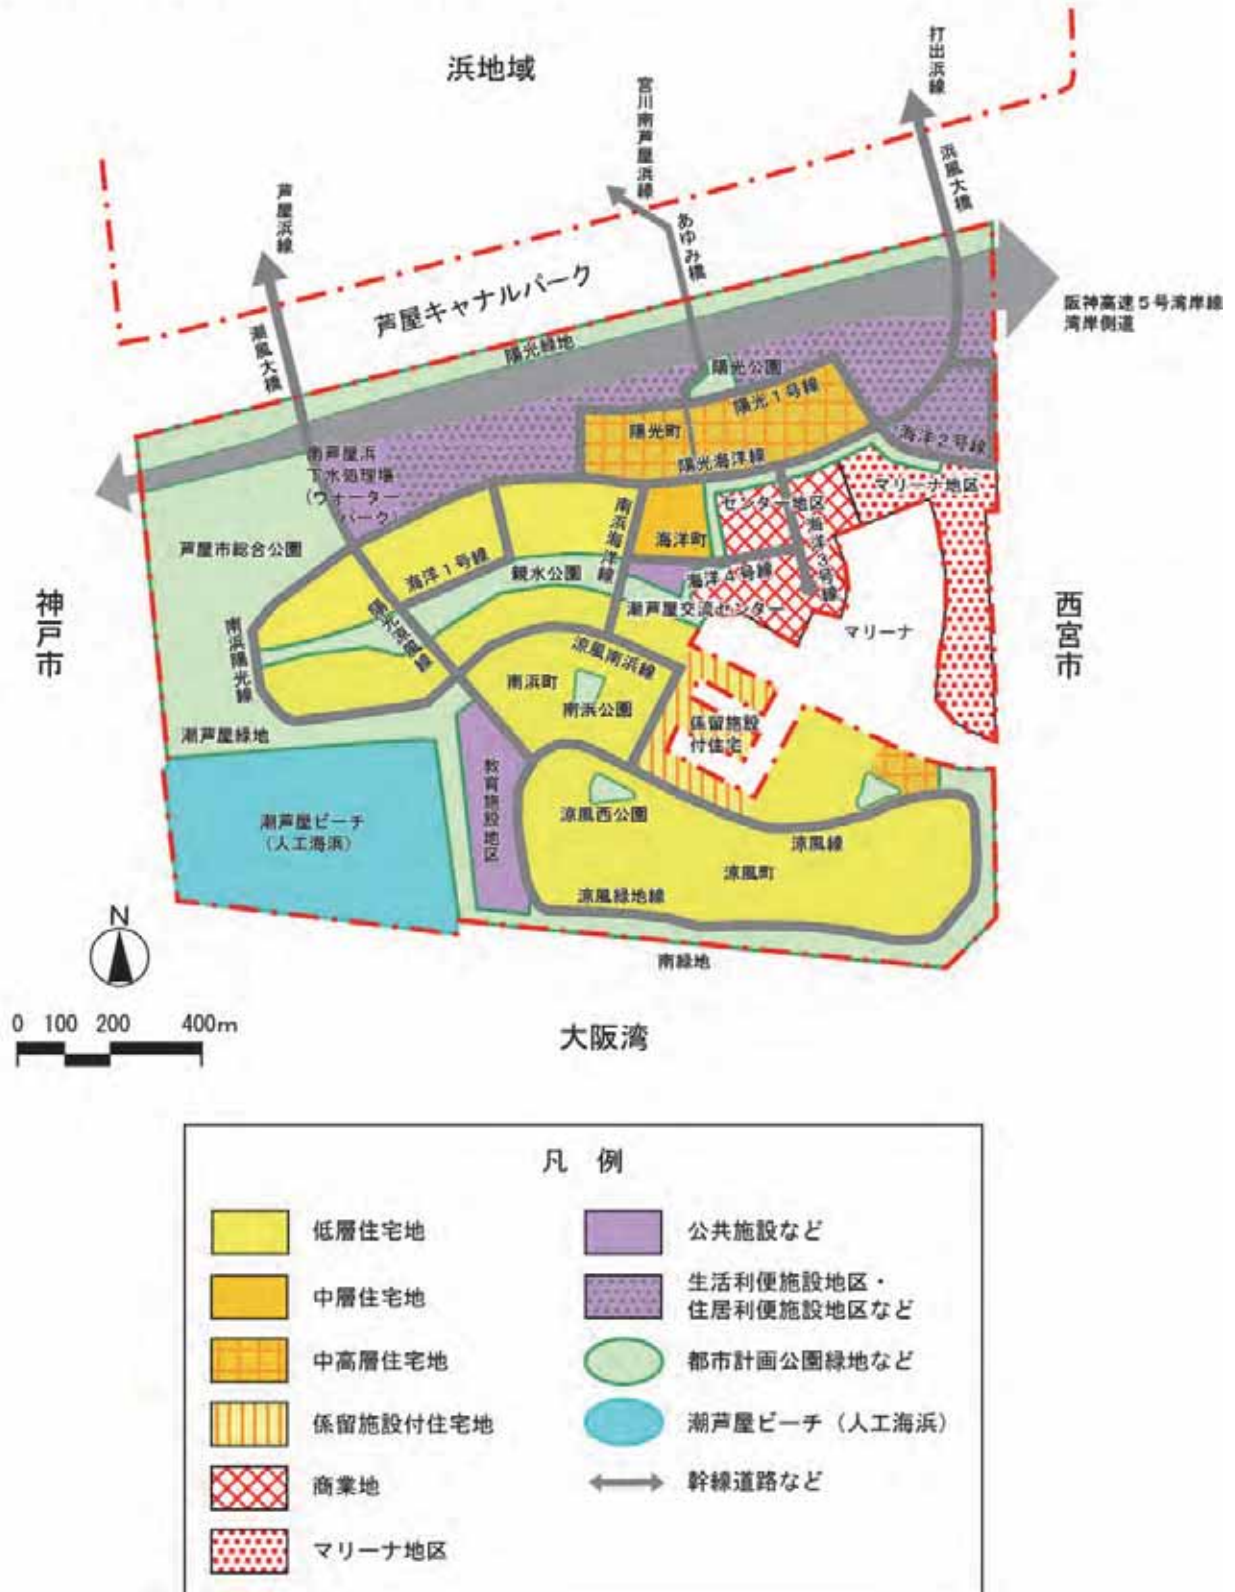 浜地域
打出浜線
宮川南芦屋浜線
浜風大橋
芦屋浜線
あゆみ橋
芦屋キャナルパーク
阪神高速5号湾岸線
湾岸側道
潮風大橋
陽光緑地
陽光公園
陽光1号線
陽光町
海洋2号線
南芦屋浜
下水処理場
(ウォーター
パーク)
陽光海洋線
マリーナ地区
センター地区
南浜海洋線
海洋町
海洋3号線
芦屋市総合公園
海洋1号線
親水公園
海洋4号線
潮芦屋交流センター
神戸市
西宮市
マリーナ
南浜陽光線
陽光涼風線
涼風南浜線
南浜町
南浜公園
係留施設
付住宅
潮芦屋緑地
教育施設地区
潮芦屋ビーチ
(人工海浜)
涼風西公園
涼風線
涼風町
涼風緑地線
南緑地
N
0 100 200 400m
大阪湾
凡 例
低層住宅地
中層住宅地
中高層住宅地
係留施設付住宅地
商業地
マリーナ地区
公共施設など
生活利便施設地区・
住居利便施設地区など
都市計画公園緑地など
潮芦屋ビーチ(人工海浜)
幹線道路など